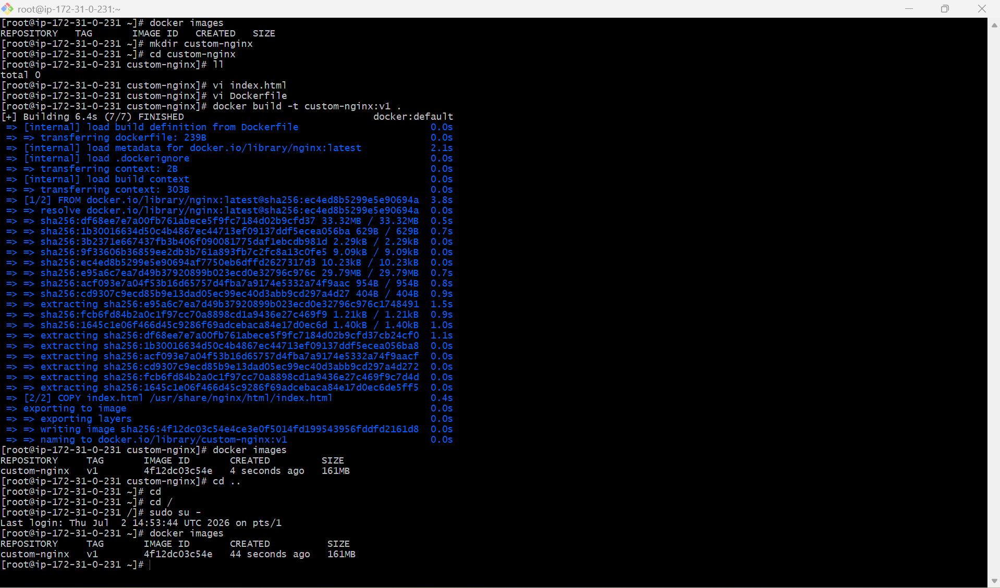 root@ip-172-31-0-231:~
[root@ip-172-31-0-231 ~]# docker images
REPOSITORY   TAG       IMAGE ID   CREATED   SIZE
[root@ip-172-31-0-231 ~]# mkdir custom-nginx
[root@ip-172-31-0-231 ~]# cd custom-nginx
[root@ip-172-31-0-231 custom-nginx]# ll
total 0
[root@ip-172-31-0-231 custom-nginx]# vi index.html
[root@ip-172-31-0-231 custom-nginx]# vi Dockerfile
[root@ip-172-31-0-231 custom-nginx]# docker build -t custom-nginx:v1 .
[+] Building 6.4s (7/7) FINISHED                                 docker:default
 => [internal] load build definition from Dockerfile                       0.0s
 => => transferring dockerfile: 239B                                       0.0s
 => [internal] load metadata for docker.io/library/nginx:latest            2.1s
 => [internal] load .dockerignore                                          0.0s
 => => transferring context: 2B                                            0.0s
 => [internal] load build context                                          0.0s
 => => transferring context: 303B                                          0.0s
 => [1/2] FROM docker.io/library/nginx:latest@sha256:ec4ed8b5299e5e90694a  3.8s
 => => resolve docker.io/library/nginx:latest@sha256:ec4ed8b5299e5e90694a  0.0s
 => => sha256:df68ee7e7a00fb761abece5f9fc7184d02b9cfd37 33.32MB / 33.32MB  0.5s
 => => sha256:1b30016634d50c4b4867ec44713ef09137ddf5ecea056ba 629B / 629B  0.7s
 => => sha256:3b2371e667437fb3b406f090081775daf1ebcdb981d 2.29kB / 2.29kB  0.0s
 => => sha256:9f33606b36859ee2db3b761a893fb7c2fc8a13c0fe5 9.09kB / 9.09kB  0.0s
 => => sha256:ec4ed8b5299e5e90694af7750eb6dffd2627317d3 10.23kB / 10.23kB  0.0s
 => => sha256:e95a6c7ea7d49b37920899b023ecd0e32796c976c 29.79MB / 29.79MB  0.7s
 => => sha256:acf093e7a04f53b16d65757d4fba7a9174e5332a74f9aac 954B / 954B  0.8s
 => => sha256:cd9307c9ecd85b9e13dad05ec99ec40d3abb9cd297a4d27 404B / 404B  0.9s
 => => extracting sha256:e95a6c7ea7d49b37920899b023ecd0e32796c976c1748491  1.5s
 => => sha256:fcb6fd84b2a0c1f97cc70a8898cd1a9436e27c469f9 1.21kB / 1.21kB  0.9s
 => => sha256:1645c1e06f466d45c9286f69adcebaca84e17d0ec6d 1.40kB / 1.40kB  1.0s
 => => extracting sha256:df68ee7e7a00fb761abece5f9fc7184d02b9cfd37cb24cf0  1.1s
 => => extracting sha256:1b30016634d50c4b4867ec44713ef09137ddf5ecea056ba8  0.0s
 => => extracting sha256:acf093e7a04f53b16d65757d4fba7a9174e5332a74f9aacf  0.0s
 => => extracting sha256:cd9307c9ecd85b9e13dad05ec99ec40d3abb9cd297a4d272  0.0s
 => => extracting sha256:fcb6fd84b2a0c1f97cc70a8898cd1a9436e27c469f9c7d4d  0.0s
 => => extracting sha256:1645c1e06f466d45c9286f69adcebaca84e17d0ec6de5ff5  0.0s
 => [2/2] COPY index.html /usr/share/nginx/html/index.html                 0.4s
 => exporting to image                                                     0.0s
 => => exporting layers                                                    0.0s
 => => writing image sha256:4f12dc03c54e4ce3e0f5014fd199543956fddfd2161d8  0.0s
 => => naming to docker.io/library/custom-nginx:v1                         0.0s
[root@ip-172-31-0-231 custom-nginx]# docker images
REPOSITORY     TAG       IMAGE ID       CREATED         SIZE
custom-nginx   v1        4f12dc03c54e   4 seconds ago   161MB
[root@ip-172-31-0-231 custom-nginx]# cd ..
[root@ip-172-31-0-231 ~]# cd
[root@ip-172-31-0-231 ~]# cd /
[root@ip-172-31-0-231 /]# sudo su -
Last login: Thu Jul  2 14:53:44 UTC 2026 on pts/1
[root@ip-172-31-0-231 ~]# docker images
REPOSITORY     TAG       IMAGE ID       CREATED          SIZE
custom-nginx   v1        4f12dc03c54e   44 seconds ago   161MB
[root@ip-172-31-0-231 ~]#